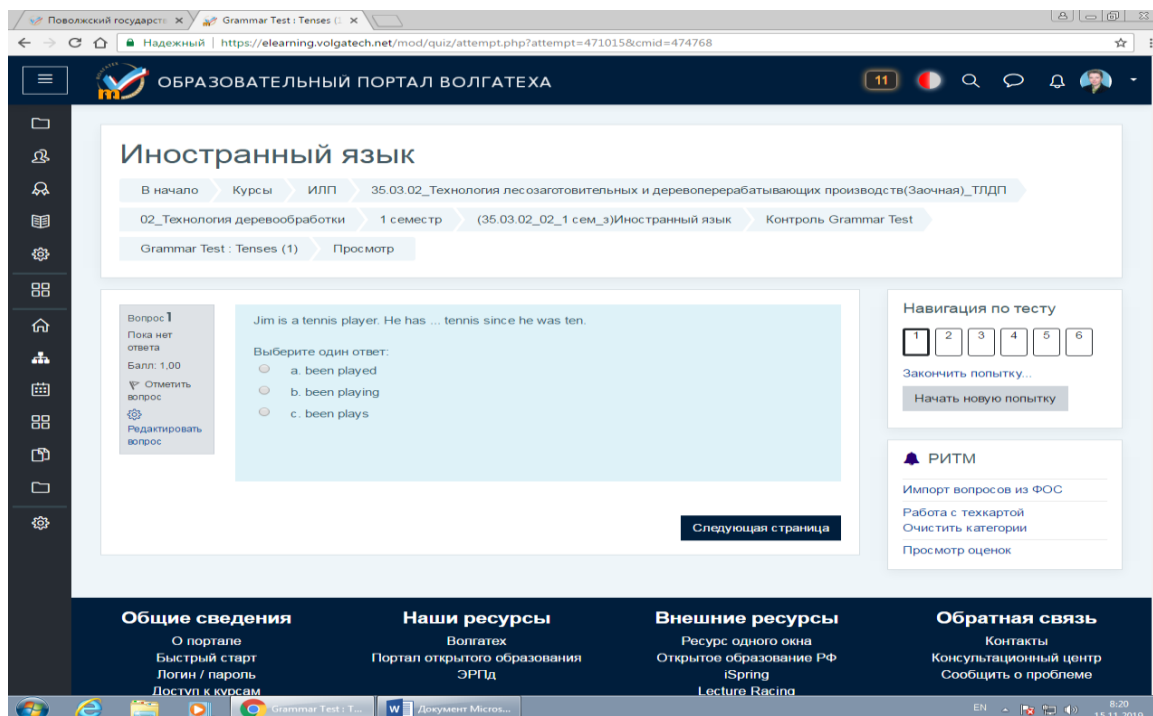 Поволжский государст
Grammar Test : Tenses (
Надежный | https://elearning.volgatech.net/mod/quiz/attempt.php?attempt=471015&cmid=474768
ОБРАЗОВАТЕЛЬНЫЙ ПОРТАЛ ВОЛГАТЕХА
11
Иностранный язык
В начало Курсы ИЛП 35.03.02_Технология лесозаготовительных и деревоперерабатывающих производств(Заочная)_ТЛДП
02_Технология деревообработки 1 семестр (35.03.02_02_1 сем_з)Иностранный язык Контроль Grammar Test
Grammar Test : Tenses (1) Просмотр
Вопрос 1
Пока нет
ответа
Балл: 1,00
Отметить
вопрос
Редактировать
вопрос
Jim is a tennis player. He has ... tennis since he was ten.
Выберите один ответ:
a. been played
b. been playing
c. been plays
Следующая страница
Навигация по тесту
1 2 3 4 5 6
Закончить попытку...
Начать новую попытку
РИТМ
Импорт вопросов из ФОС
Работа с техкартой
Очистить категории
Просмотр оценок
Общие сведения
О портале
Быстрый старт
Логин / пароль
Доступ к курсам
Наши ресурсы
Волгатех
Портал открытого образования
ЭРПд
Внешние ресурсы
Ресурс одного окна
Открытое образование РФ
iSpring
Lecture Racing
Обратная связь
Контакты
Консультационный центр
Сообщить о проблеме
Grammar Test : T...
Документ Micros...
EN
8:20
15.11.2019